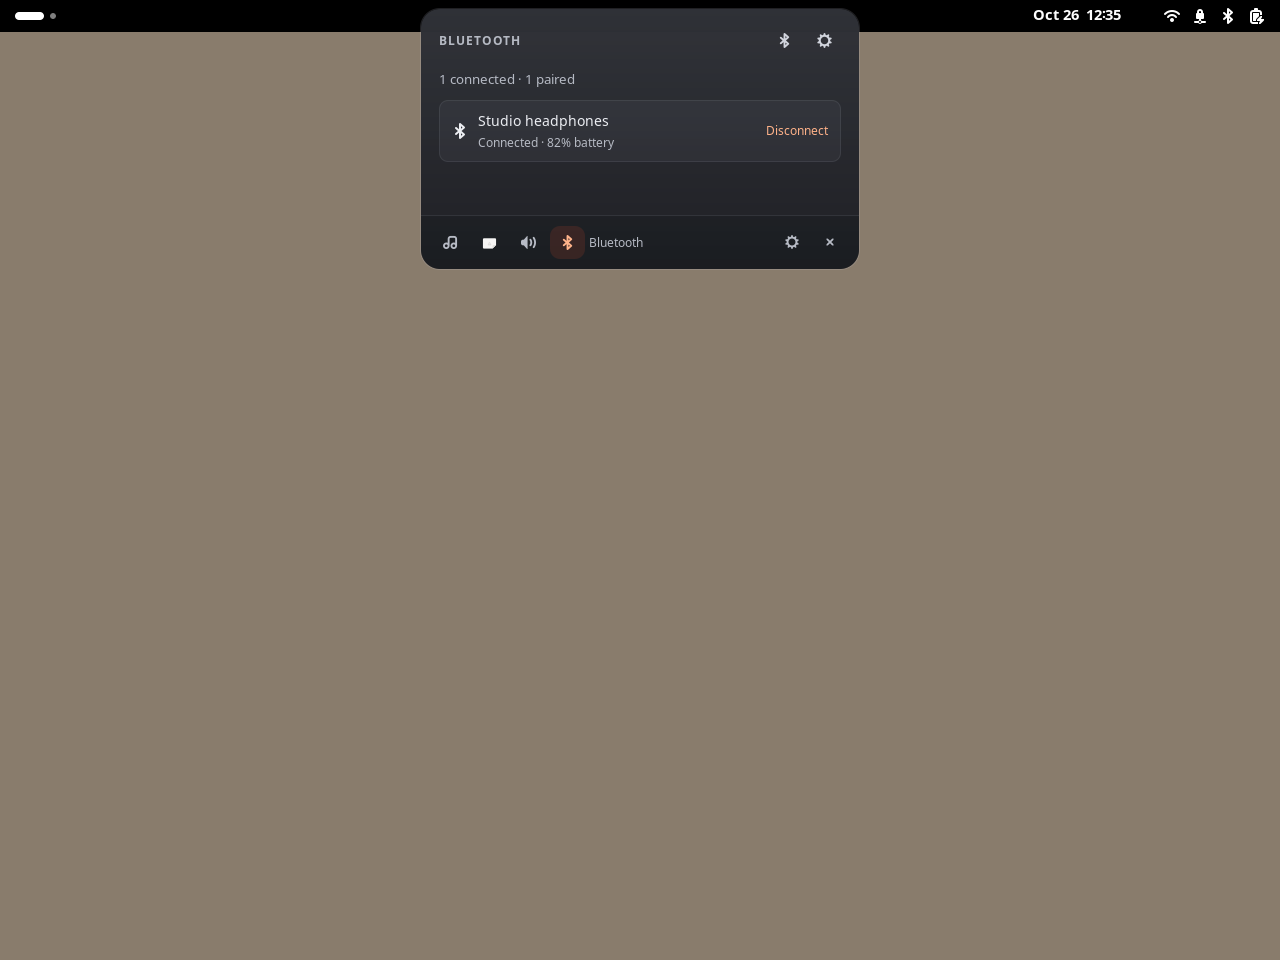 Oct 26 12:35
BLUETOOTH
1 connected · 1 paired
Studio headphones
Connected · 82% battery
Disconnect
Bluetooth